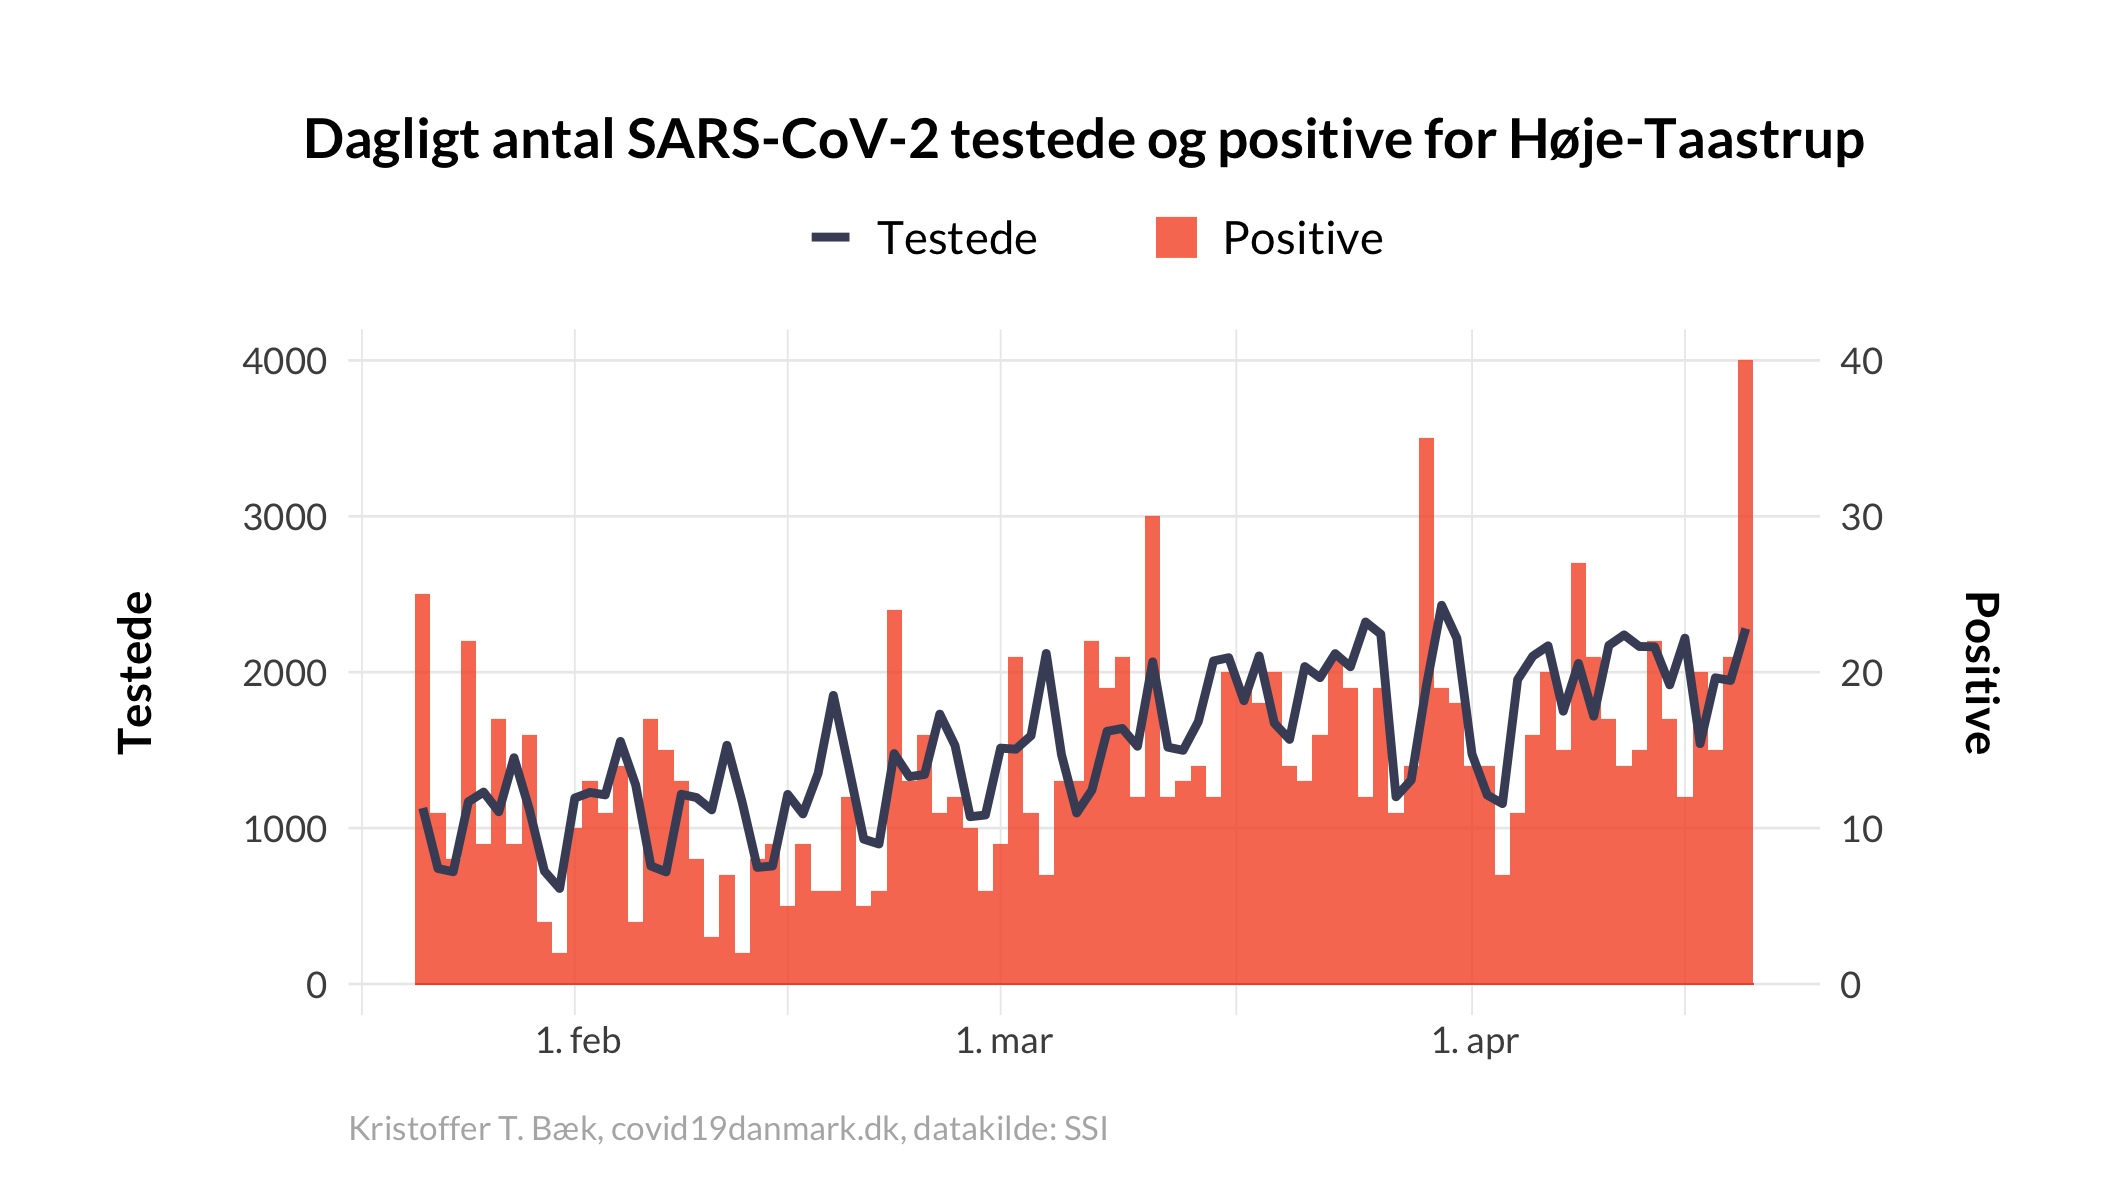 Dagligt antal SARS-CoV-2 testede og positive for Høje-Taastrup
Testede Positive
4000 40
3000 30
2000 20
1000 10
0 0
Testede
Positive
1. feb 1. mar 1. apr
Kristoffer T. Bæk, covid19danmark.dk, datakilde: SSI